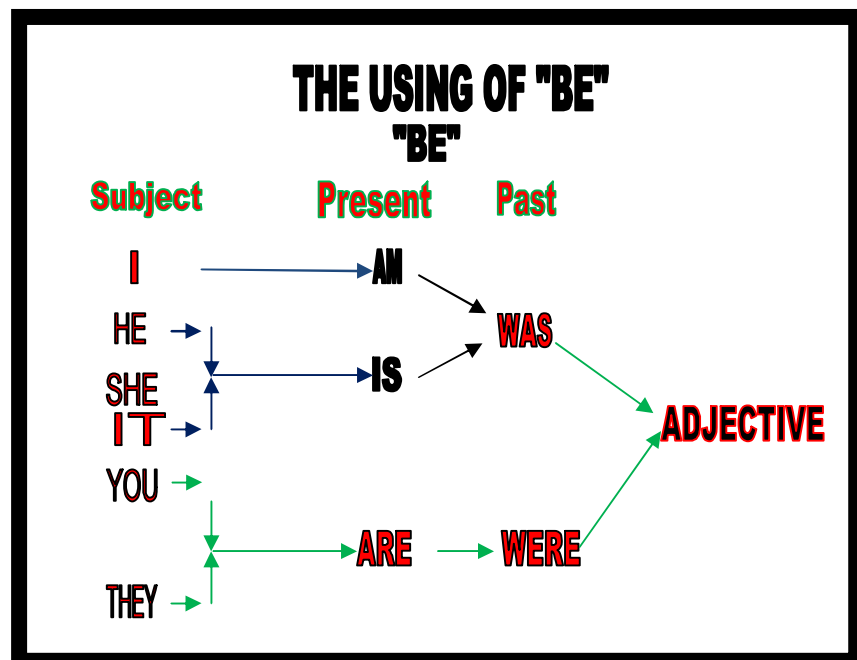 THE USING OF "BE"
"BE"
Subject Present Past
I AM
HE WAS
SHE IS
IT ADJECTIVE
YOU
ARE WERE
THEY